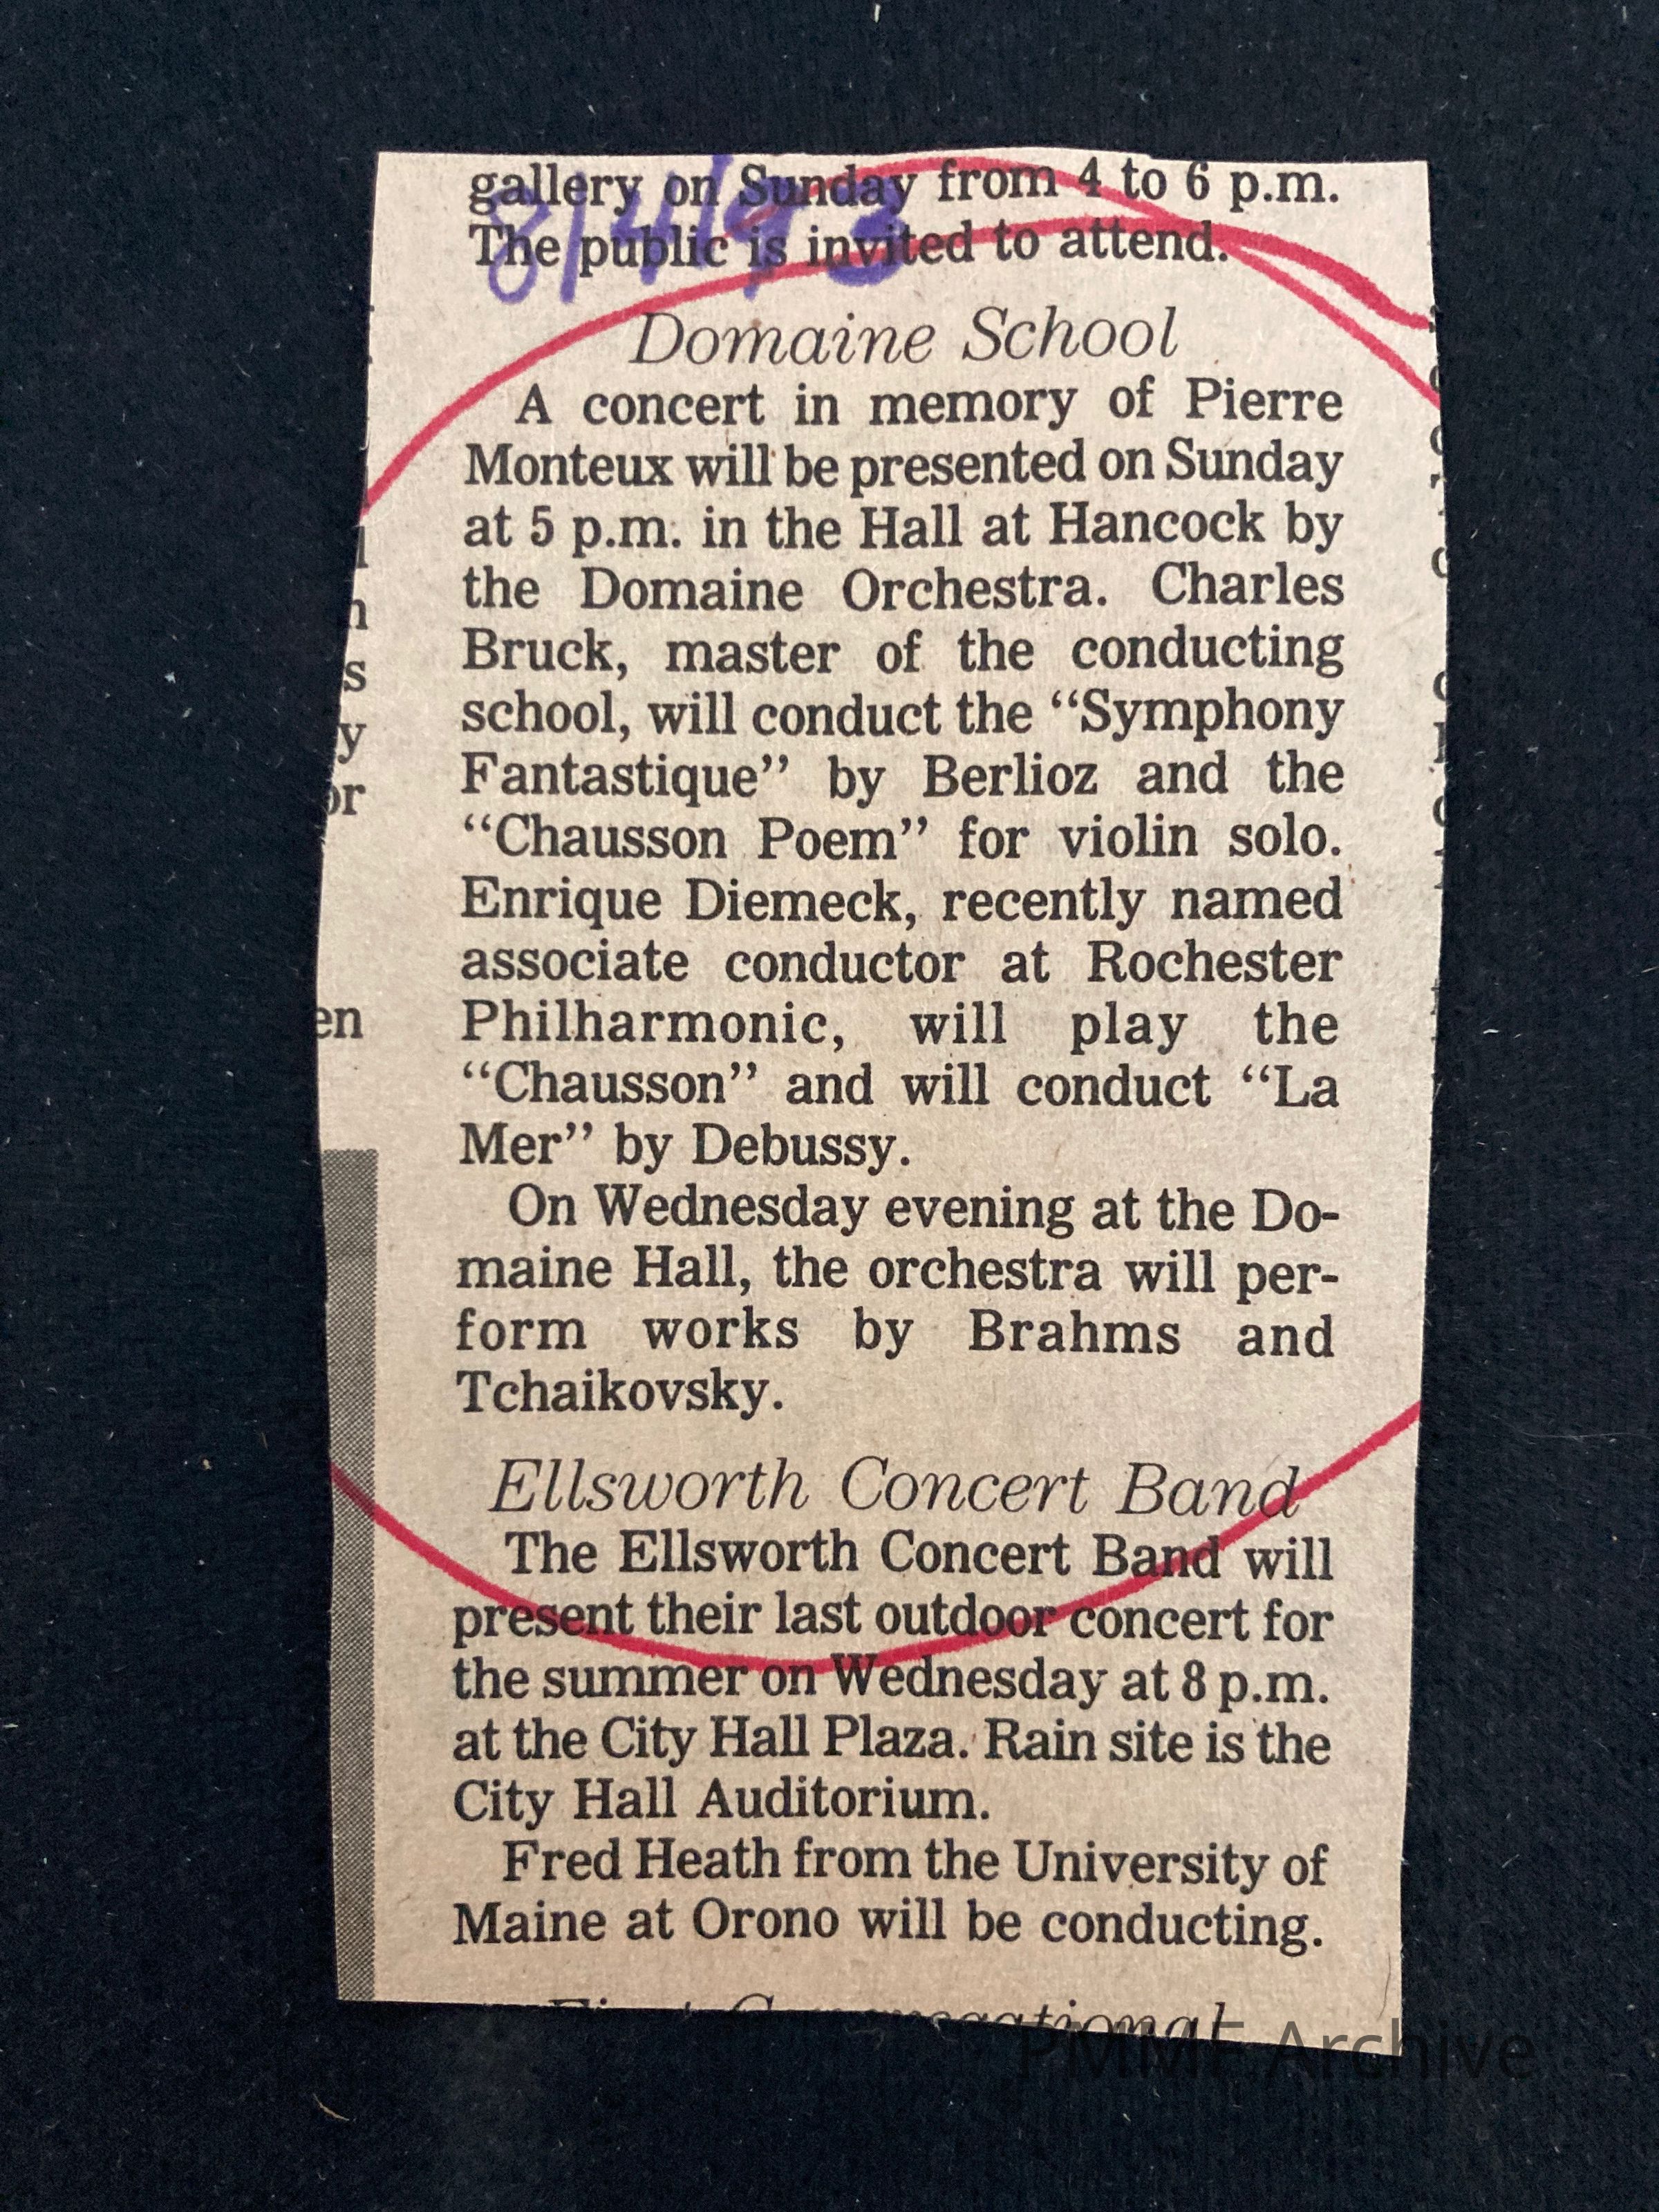 gallery on Sunday from 4 to 6 p.m.
The public is invited to attend.
Domaine School
A concert in memory of Pierre
Monteux will be presented on Sunday
at 5 p.m. in the Hall at Hancock by
the Domaine Orchestra. Charles
Bruck, master of the conducting
school, will conduct the “Symphony
Fantastique” by Berlioz and the
“Chausson Poem” for violin solo.
Enrique Diemeck, recently named
associate conductor at Rochester
Philharmonic, will play the
“Chausson” and will conduct “La
Mer” by Debussy.
On Wednesday evening at the Do-
maine Hall, the orchestra will per-
form works by Brahms and
Tchaikovsky.
Ellsworth Concert Band
The Ellsworth Concert Band will
present their last outdoor concert for
the summer on Wednesday at 8 p.m.
at the City Hall Plaza. Rain site is the
City Hall Auditorium.
Fred Heath from the University of
Maine at Orono will be conducting.
PMME Archive